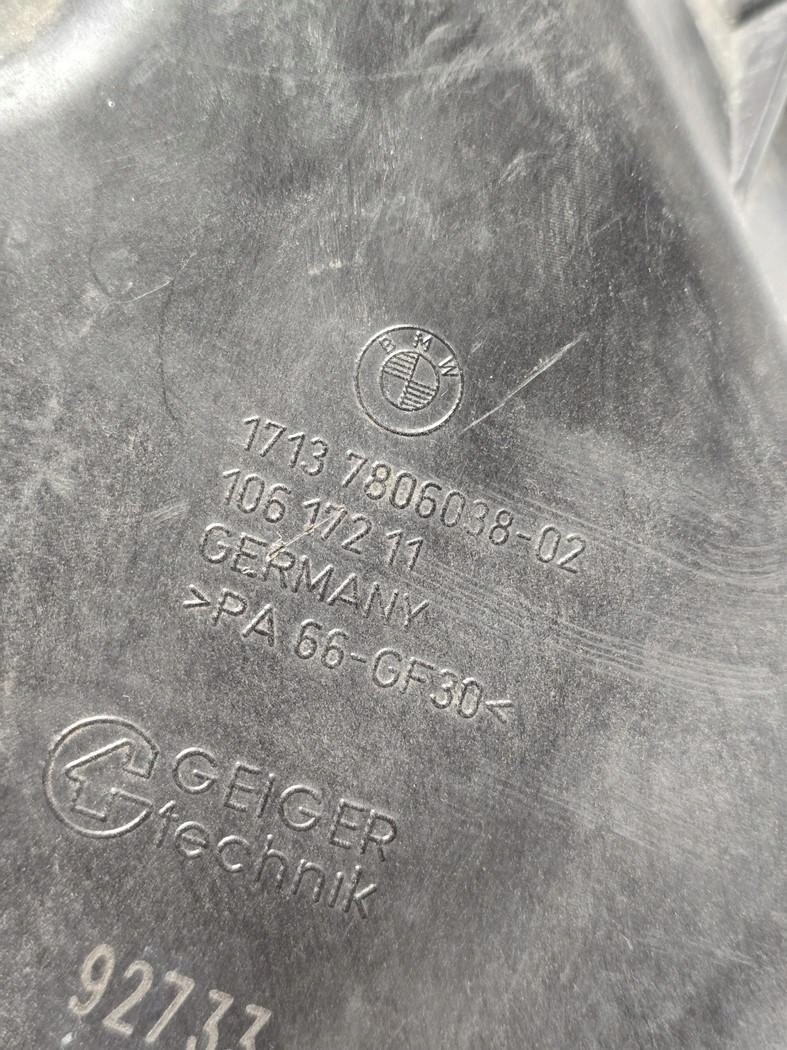 BMW
1713 7806038-02
106 172 11
GERMANY
>PA 66-GF30<
GEIGER
technik
92733